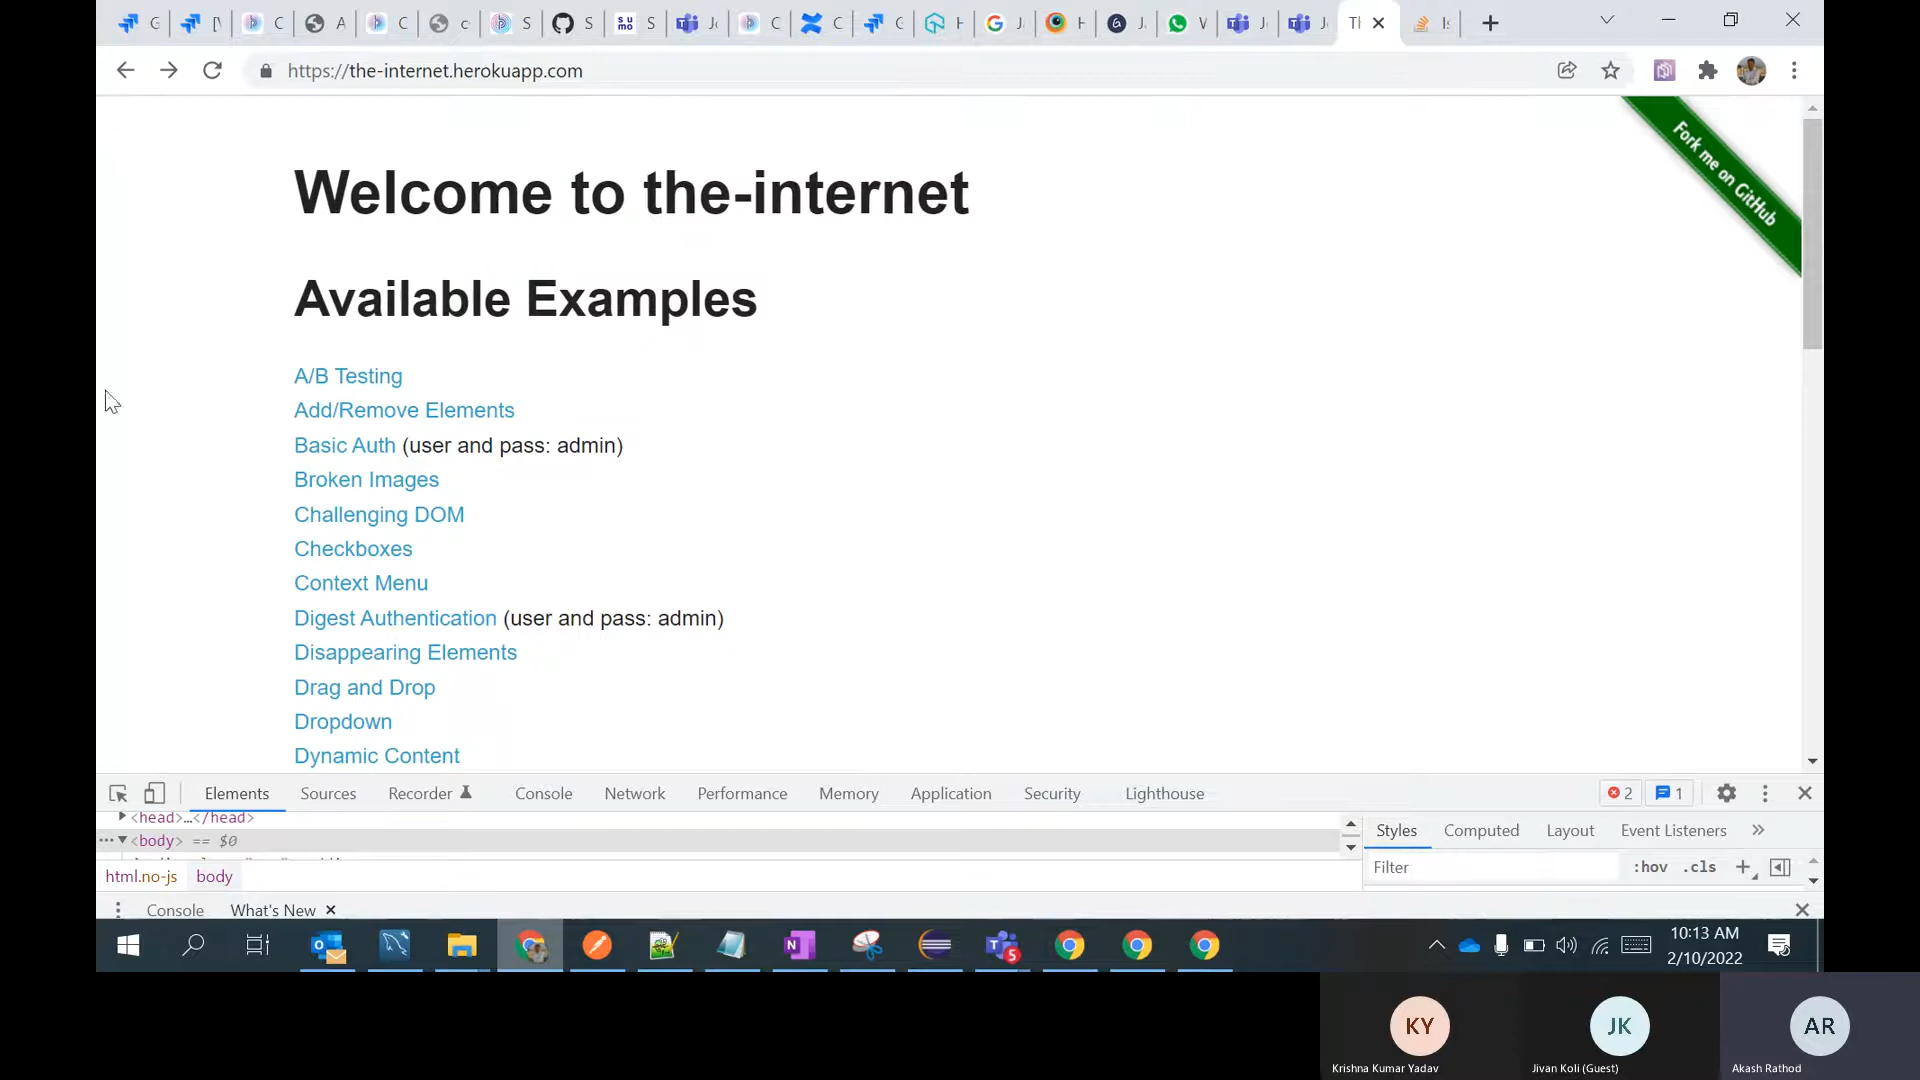 https://the-internet.herokuapp.com
Fork me on GitHub
Welcome to the-internet
Available Examples
A/B Testing
Add/Remove Elements
Basic Auth (user and pass: admin)
Broken Images
Challenging DOM
Checkboxes
Context Menu
Digest Authentication (user and pass: admin)
Disappearing Elements
Drag and Drop
Dropdown
Dynamic Content
Elements Sources Recorder Console Network Performance Memory Application Security Lighthouse 2 1
<head>…</head>
<body> == $0
Styles Computed Layout Event Listeners
Filter :hov .cls
html.no-js body
Console What's New
10:13 AM
2/10/2022
KY JK AR
Krishna Kumar Yadav Jivan Koli (Guest) Akash Rathod